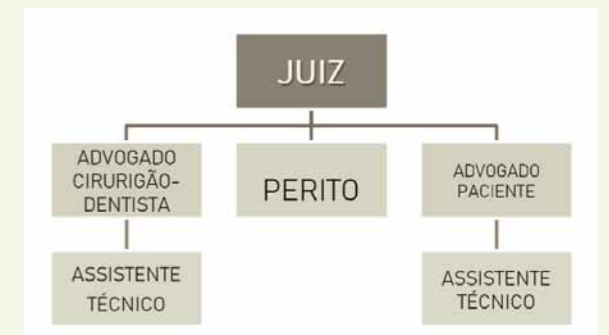 JUIZ
ADVOGADO
CIRURIGÃO-
DENTISTA
PERITO
ADVOGADO
PACIENTE
ASSISTENTE
TÉCNICO
ASSISTENTE
TÉCNICO